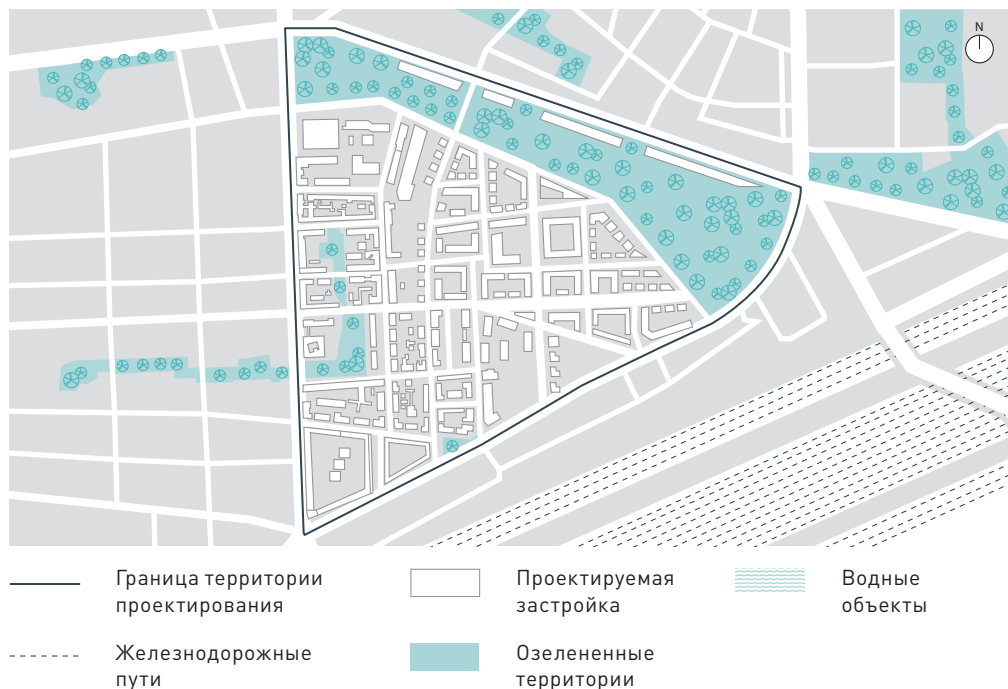 N
Граница территории
проектирования
Проектируемая
застройка
Водные
объекты
Железнодорожные
пути
Озелененные
территории